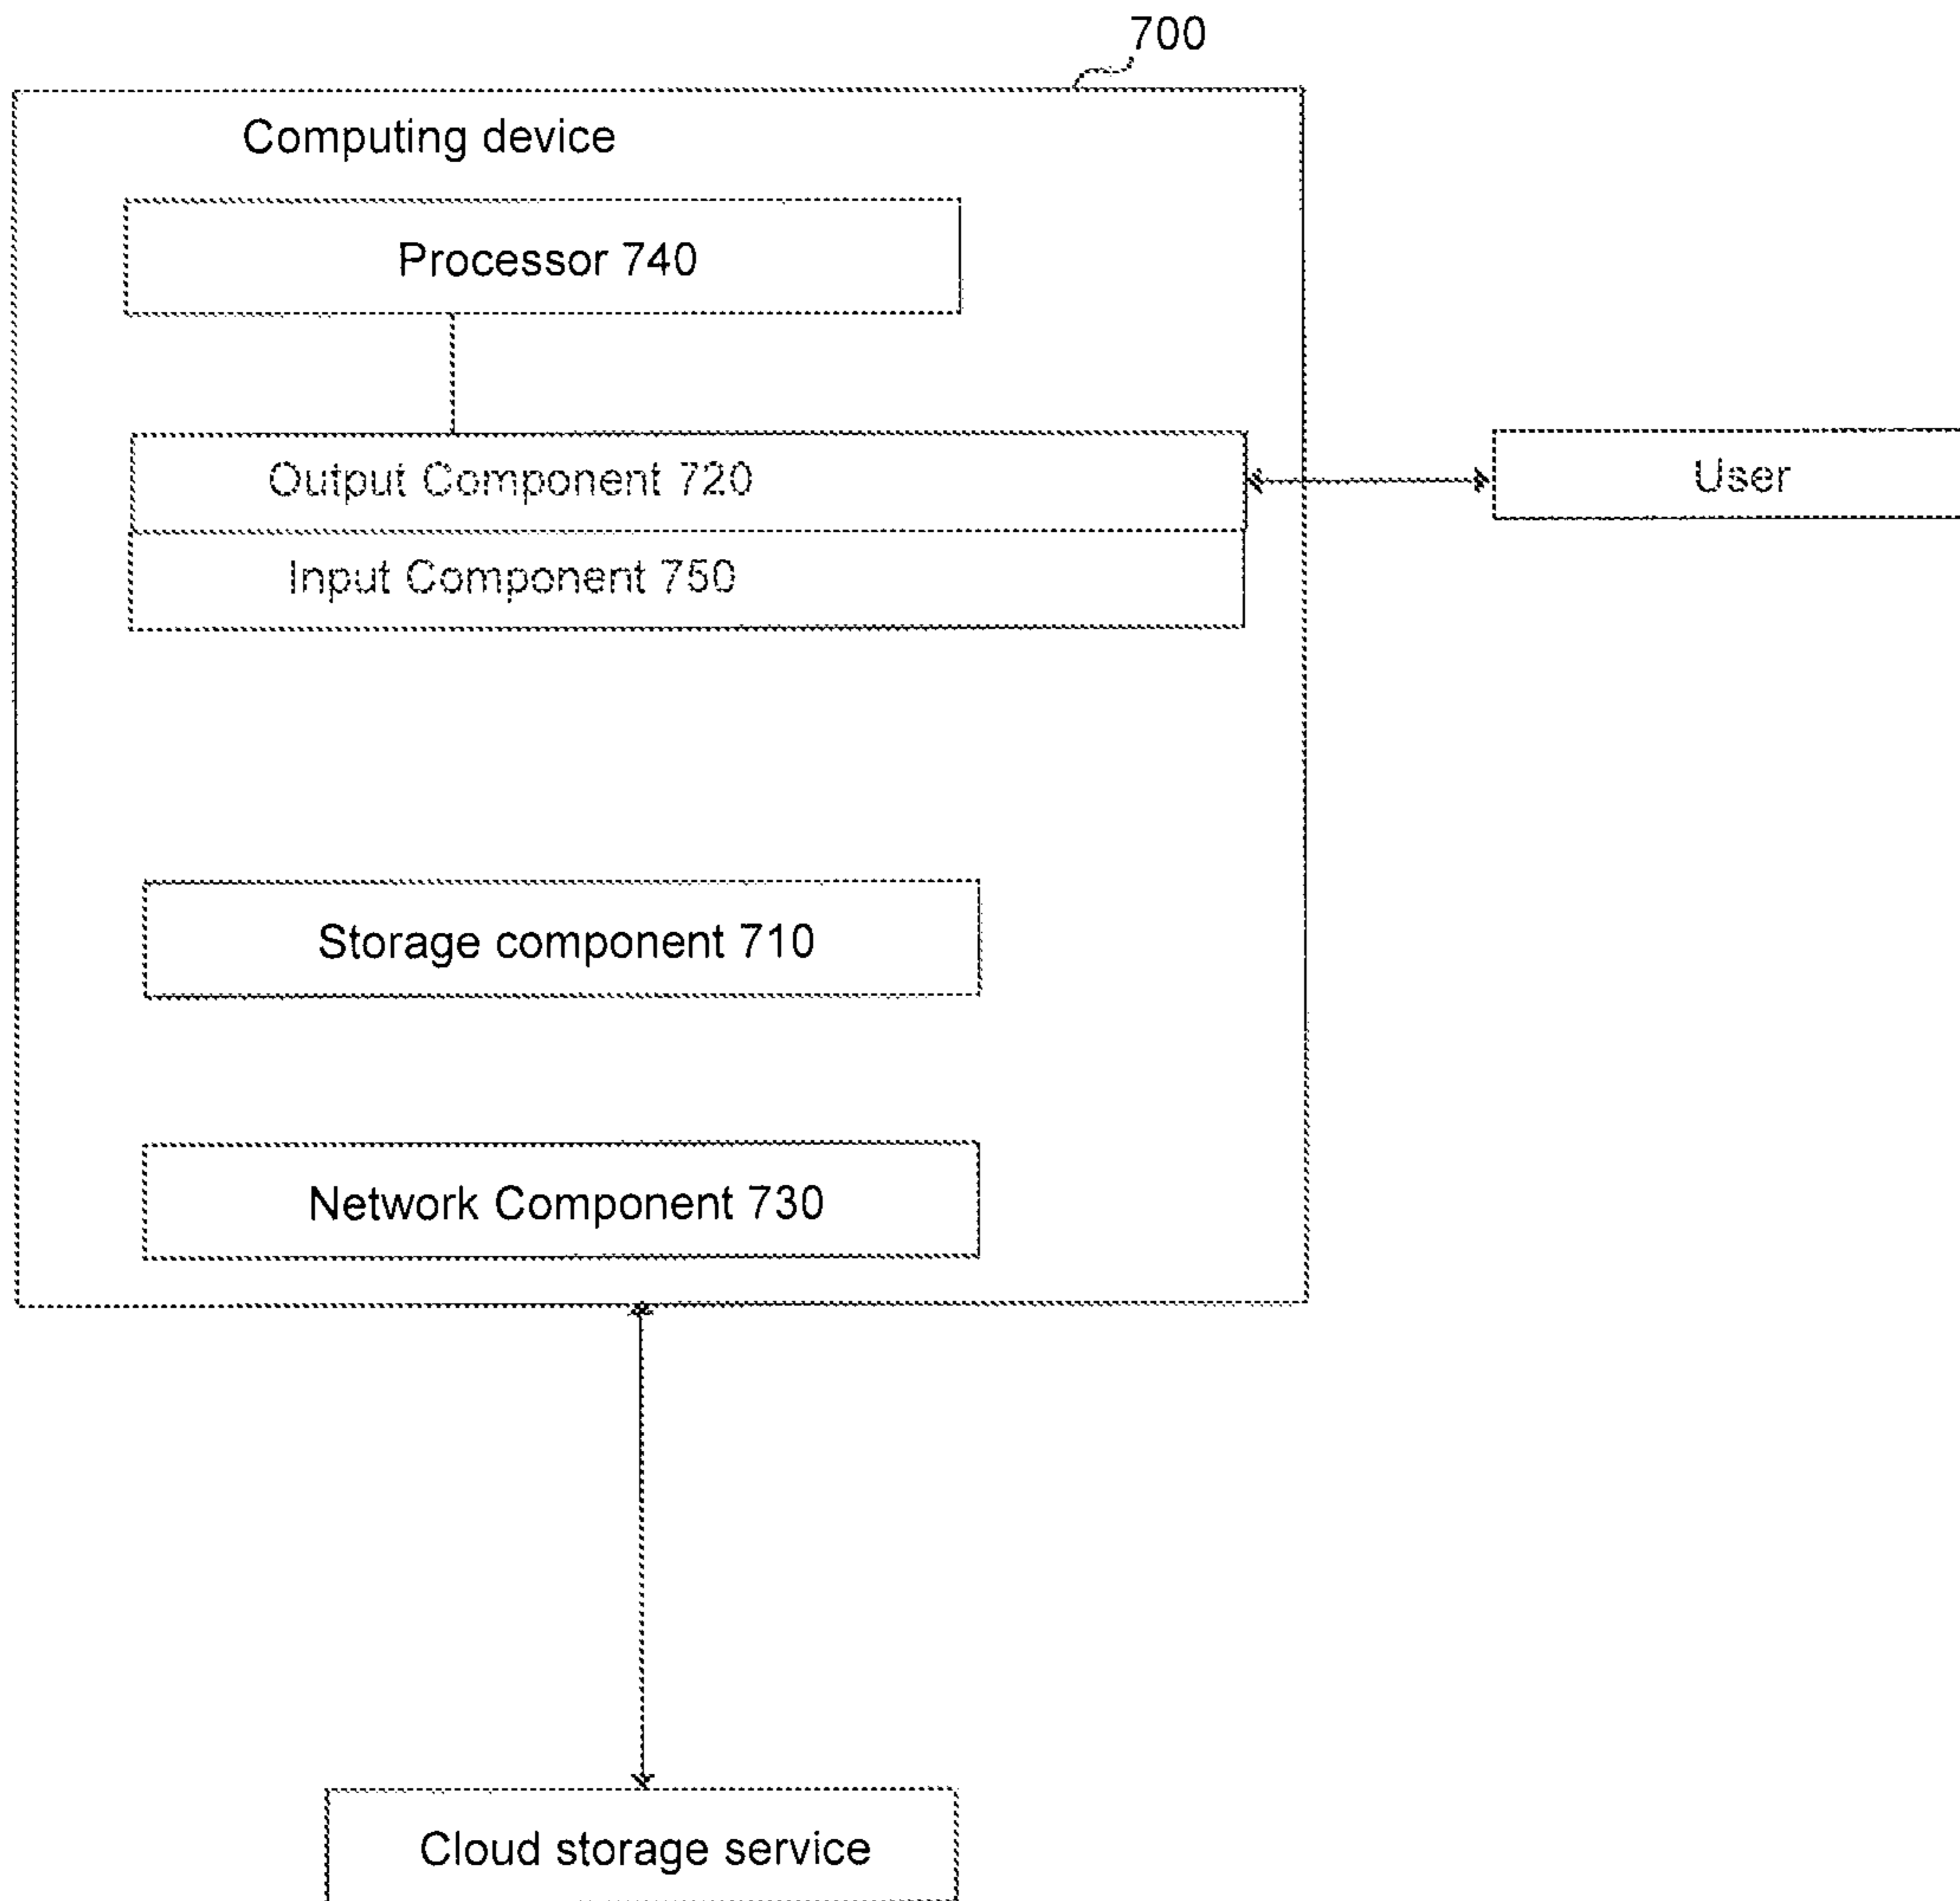 700
Computing device
Processor 740
Output Component 720
User
Input Component 750
Storage component 710
Network Component 730
Cloud storage service